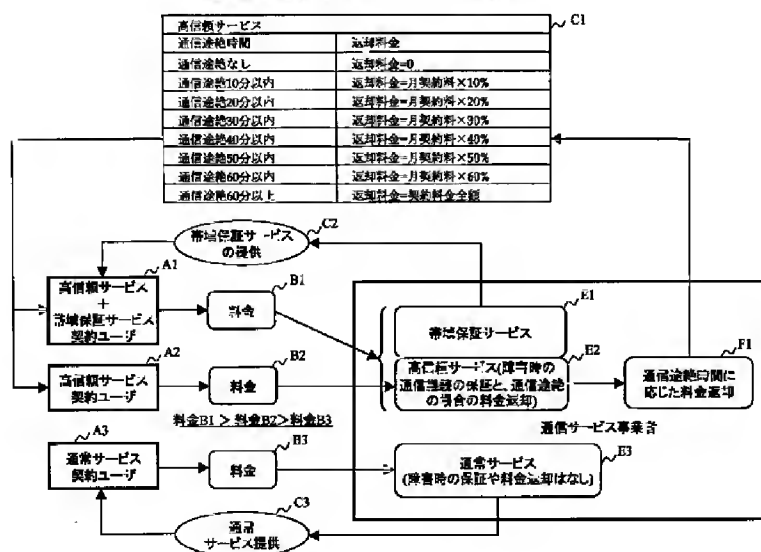 C1
高信頼サービス
通信途絶時間 返却料金
通信途絶なし 返却料金=0
通信途絶10分以内 返却料金=月契約料×10%
通信途絶20分以内 返却料金=月契約料×20%
通信途絶30分以内 返却料金=月契約料×30%
通信途絶40分以内 返却料金=月契約料×40%
通信途絶50分以内 返却料金=月契約料×50%
通信途絶60分以内 返却料金=月契約料×60%
通信途絶60分以上 返却料金=契約料金全額
C2
帯域保証サービス
の提供
A1
高信頼サービス
+
帯域保証サービス
契約ユーザ
B1
料金
E1
帯域保証サービス
A2
高信頼サービス
契約ユーザ
B2
料金
E2
高信頼サービス(障害時の
通信継続の保証と、通信途絶
の場合の料金返却)
F1
通信途絶時間に
応じた料金返却
料金B1 > 料金B2>料金B3
通信サービス事業者
A3
通常サービス
契約ユーザ
B3
料金
E3
通常サービス
(障害時の保証や料金返却はなし)
C3
通常
サービス提供